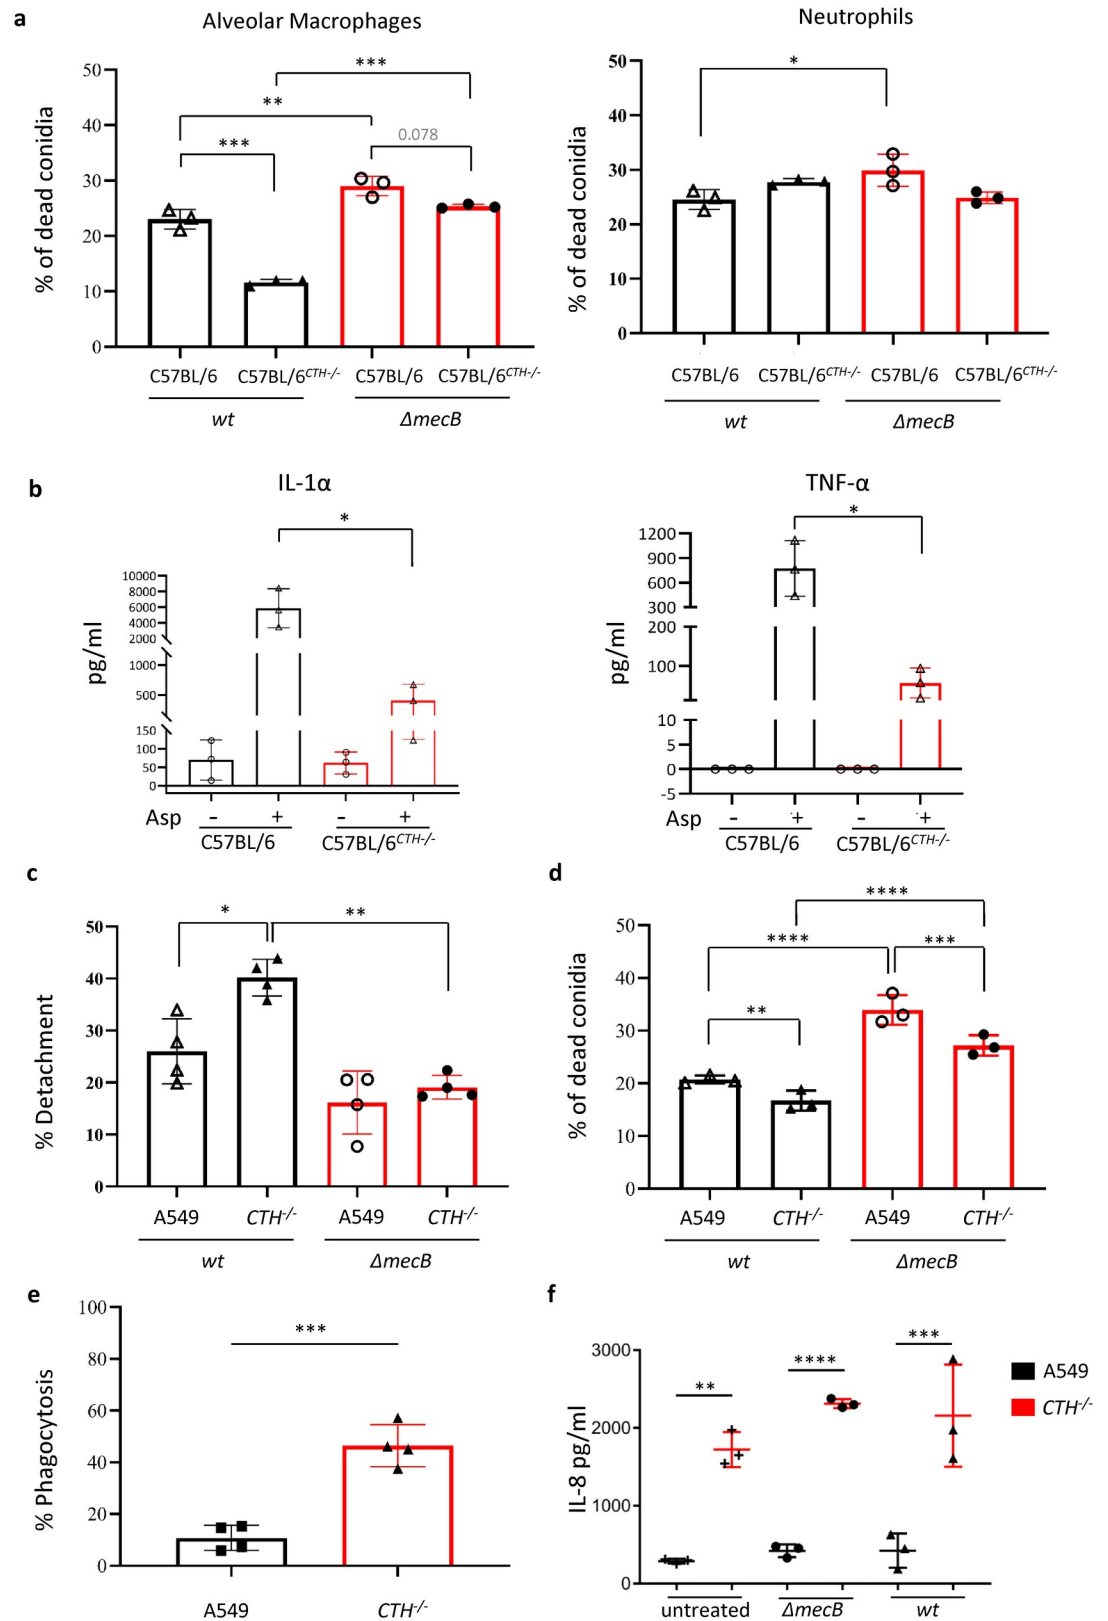 a
Alveolar Macrophages
% of dead conidia
50
40
30
20
10
0
***
**
***
0.078
C57BL/6 C57BL/6CTH-/- C57BL/6 C57BL/6CTH-/-
wt ΔmecB
Neutrophils
% of dead conidia
50
40
30
20
10
0
*
C57BL/6 C57BL/6CTH-/- C57BL/6 C57BL/6CTH-/-
wt ΔmecB
b
IL-1α
pg/ml
10000
8000
6000
4000
2000
1000
500
150
100
50
0
*
Asp - + - +
C57BL/6 C57BL/6CTH-/-
TNF-α
pg/ml
1200
900
600
300
200
100
10
5
0
-5
*
Asp - + - +
C57BL/6 C57BL/6CTH-/-
c
% Detachment
50
40
30
20
10
0
* **
A549 CTH-/- A549 CTH-/-
wt ΔmecB
d
% of dead conidia
50
40
30
20
10
0
****
**** ***
**
A549 CTH-/- A549 CTH-/-
wt ΔmecB
e
% Phagocytosis
100
80
60
40
20
0
***
A549 CTH-/-
f
IL-8 pg/ml
3000
2000
1000
0
** **** ***
untreated ΔmecB wt
A549
CTH-/-